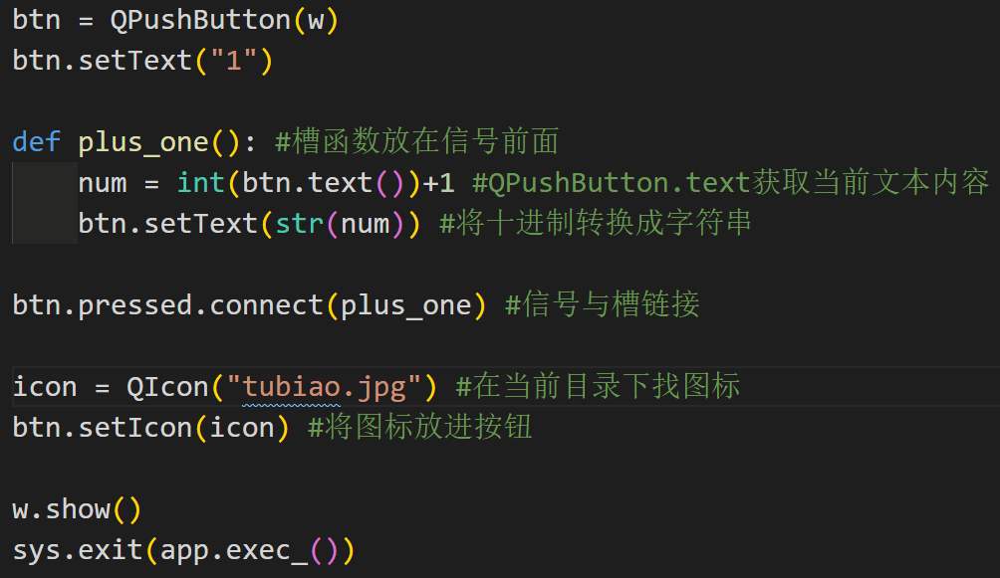 btn = QPushButton(w)
btn.setText("1")
def plus_one(): #槽函数放在信号前面
num = int(btn.text())+1 #QPushButton.text获取当前文本内容
btn.setText(str(num)) #将十进制转换成字符串
btn.pressed.connect(plus_one) #信号与槽链接
icon = QIcon("tubiao.jpg") #在当前目录下找图标
btn.setIcon(icon) #将图标放进按钮
w.show()
sys.exit(app.exec_())